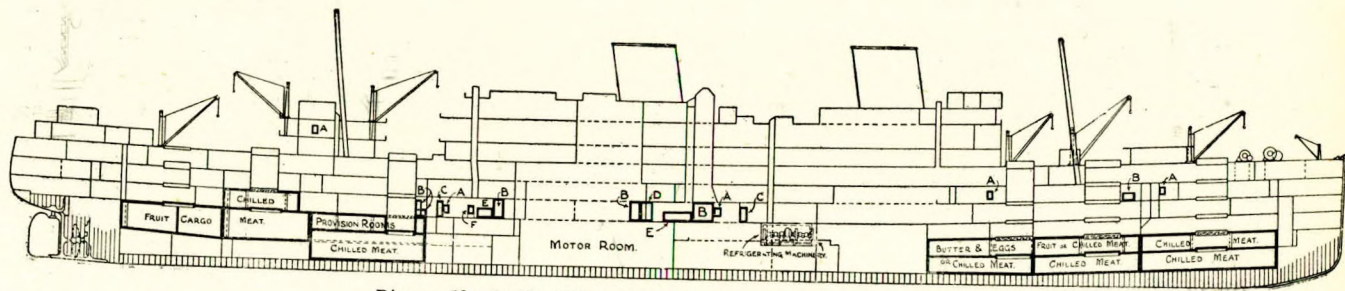 A
A
A
B
C
A
B
B
D
A
B
A
CHILLED
B
C
E
F
FRUIT
CARGO
MEAT.
PROVISION ROOMS
E
MOTOR ROOM.
BUTTER & EGGS
FRUIT OR CHILLED MEAT.
CHILLED
MEAT.
CHILLED MEAT.
REFRIGERATING MACHINERY.
OR CHILLED MEAT.
CHILLED MEAT.
CHILLED MEAT